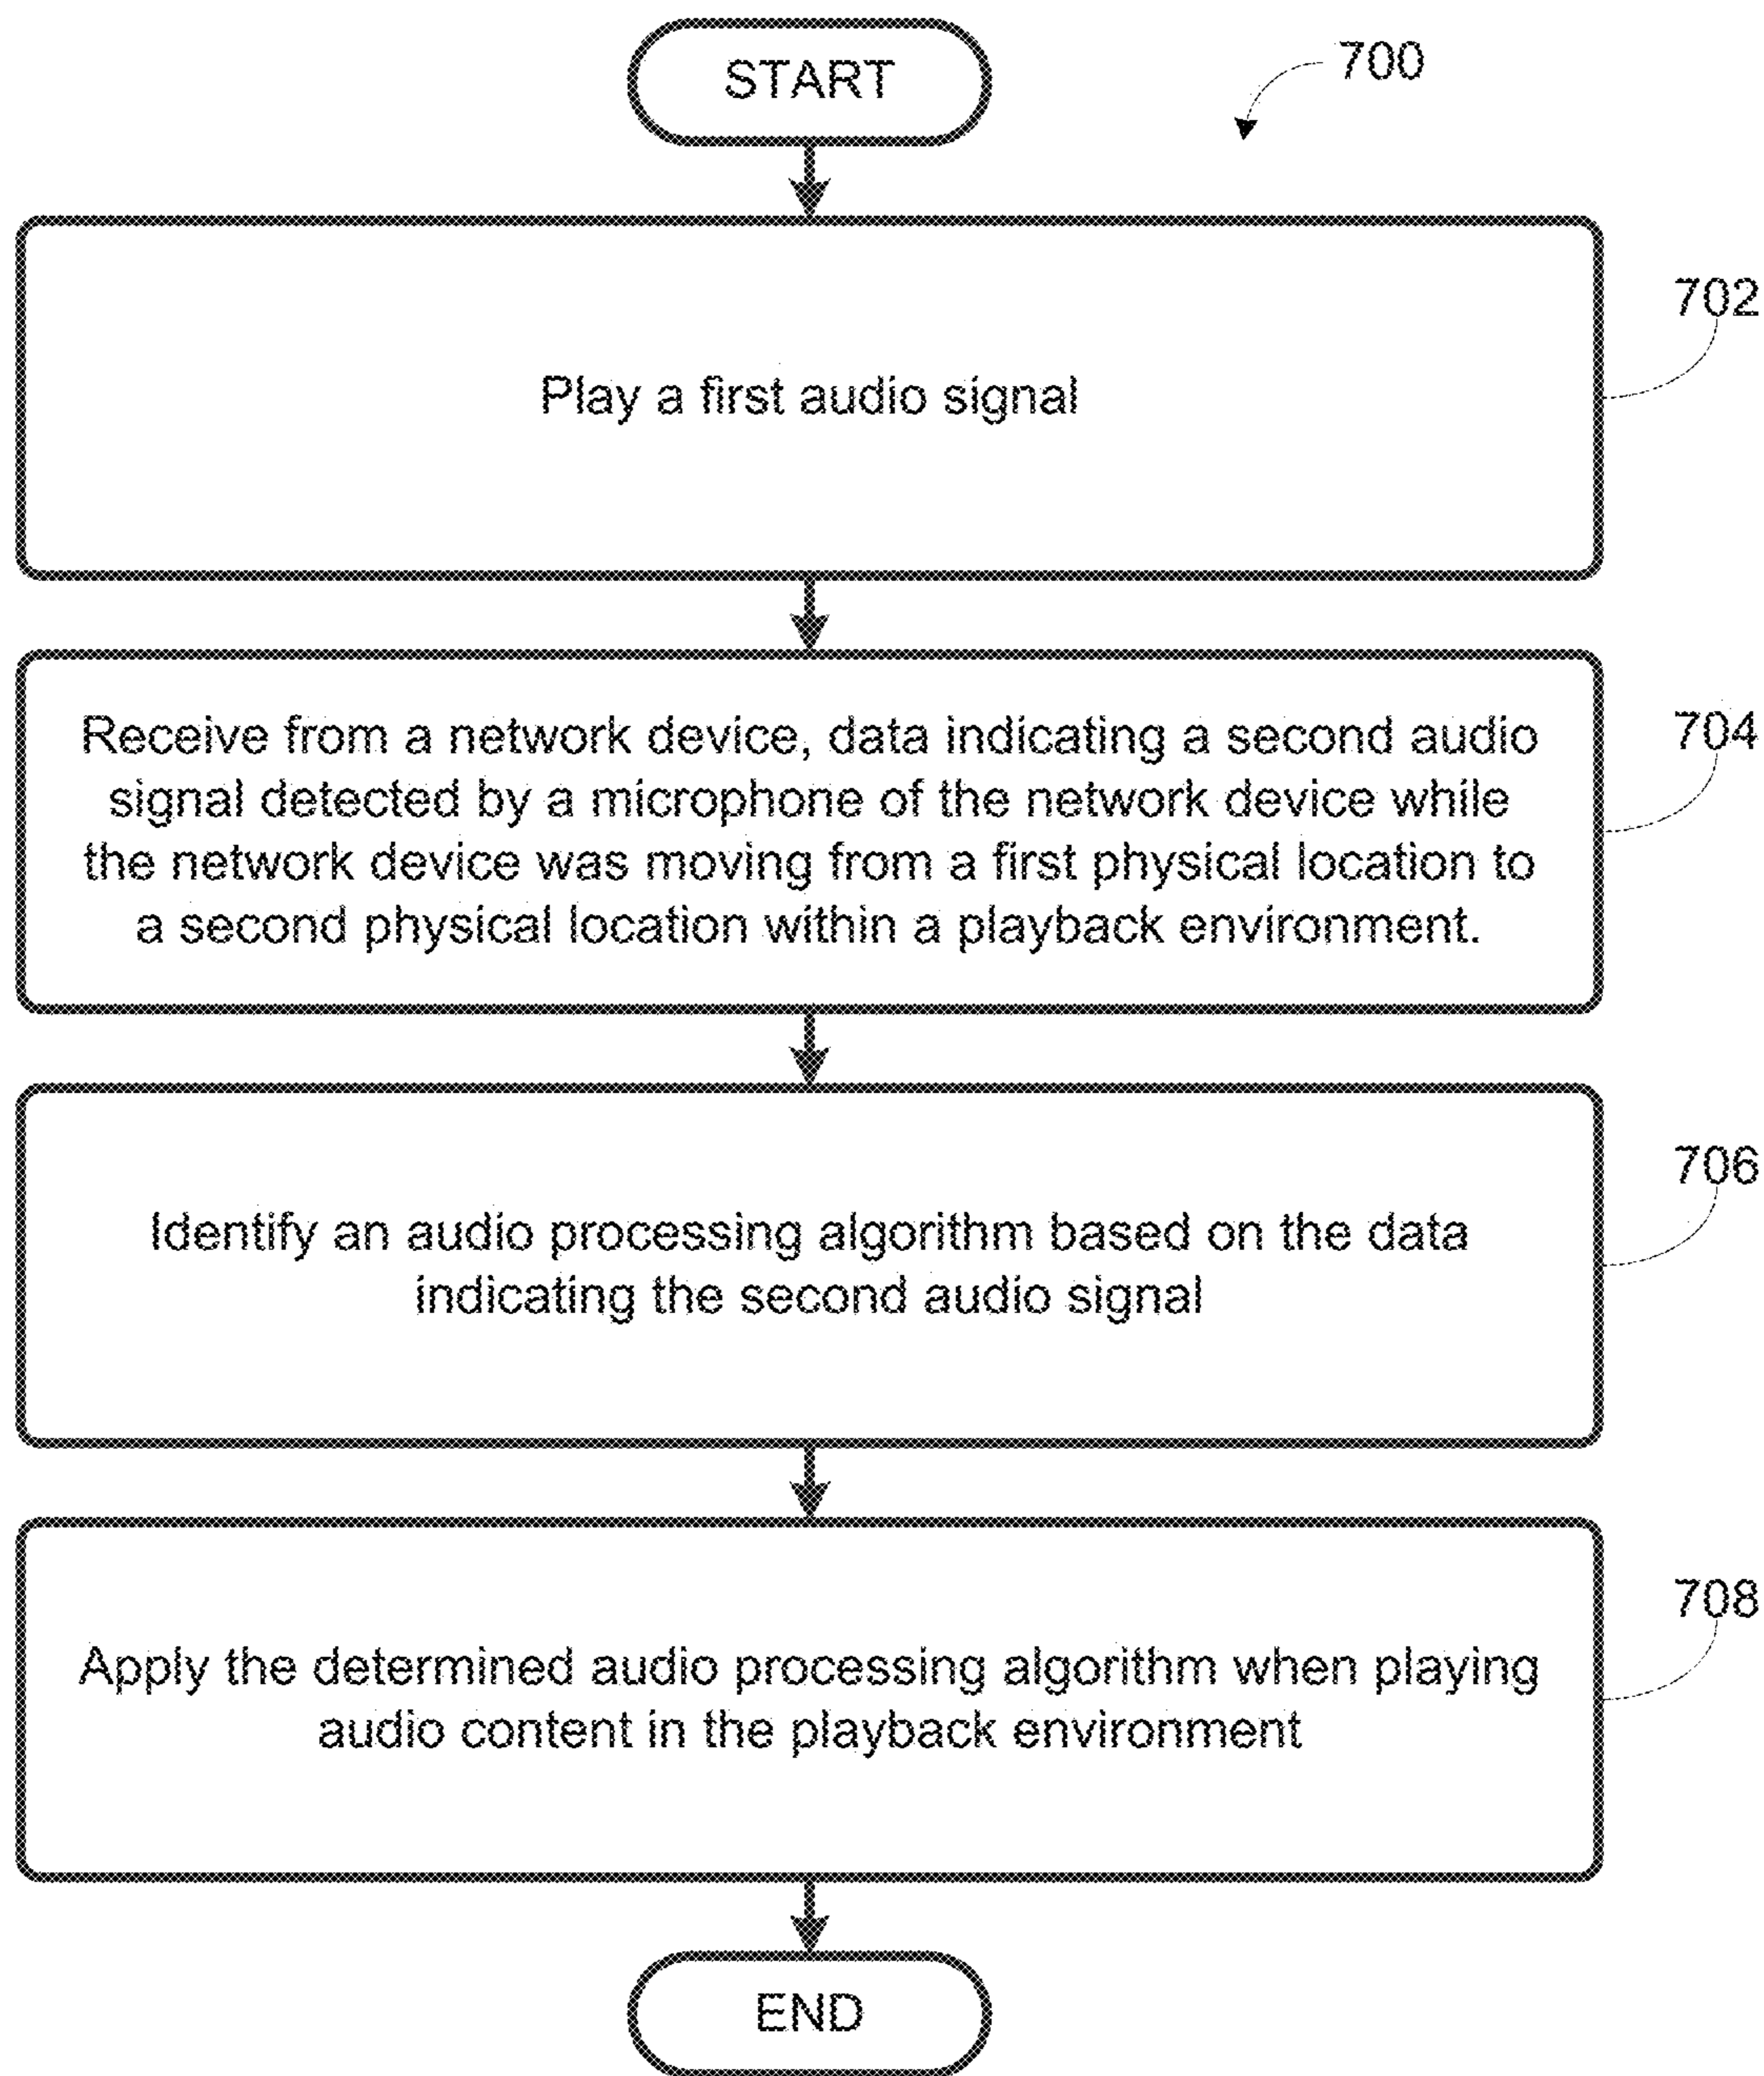 START
700
702
Play a first audio signal
704
Receive from a network device, data indicating a second audio
signal detected by a microphone of the network device while
the network device was moving from a first physical location to
a second physical location within a playback environment.
706
Identify an audio processing algorithm based on the data
indicating the second audio signal
708
Apply the determined audio processing algorithm when playing
audio content in the playback environment
END